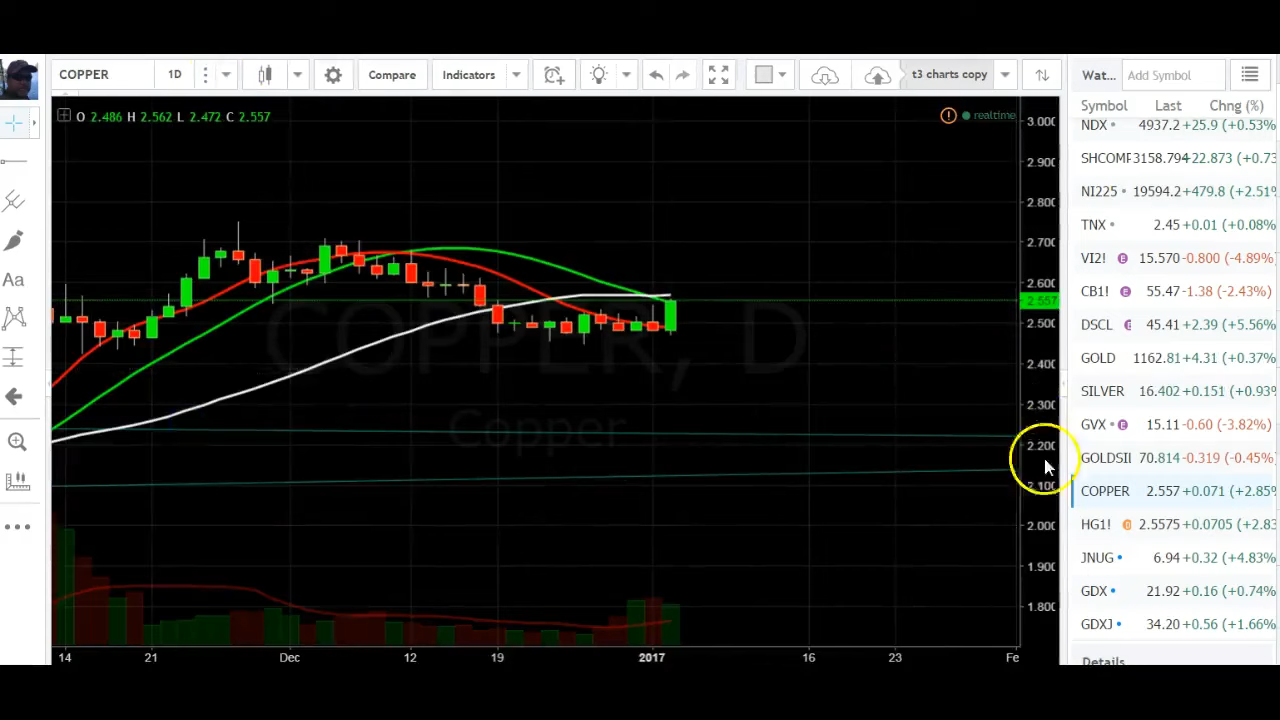 COPPER 1D Compare Indicators t3 charts copy Wat... Add Symbol
Symbol Last Chng (%)
O 2.486 H 2.562 L 2.472 C 2.557 realtime
NDX 4937.2 +25.9 (+0.53%
SHCOMP 3158.794 +22.873 (+0.73
NI225 19594.2 +479.8 (+2.51%
TNX 2.45 +0.01 (+0.08%
VIZ! E 15.570 -0.800 (-4.89%)
CB1! E 55.47 -1.38 (-2.43%)
DSCL E 45.41 +2.39 (+5.56%
GOLD 1162.81 +4.31 (+0.37%
SILVER 16.402 +0.151 (+0.93%
GVX E 15.11 -0.60 (-3.82%)
GOLDSIL 70.814 -0.319 (-0.45%)
COPPER 2.557 +0.071 (+2.85%
HG1! D 2.5575 +0.0705 (+2.83
JNUG 6.94 +0.32 (+4.83%
GDX 21.92 +0.16 (+0.74%
GDXJ 34.20 +0.56 (+1.66%
Details
Aa
COPPER, D
Copper
3.000
2.900
2.800
2.700
2.600
2.557
2.500
2.400
2.300
2.200
2.100
2.000
1.900
1.800
14 21 Dec 12 19 2017 16 23 Fe